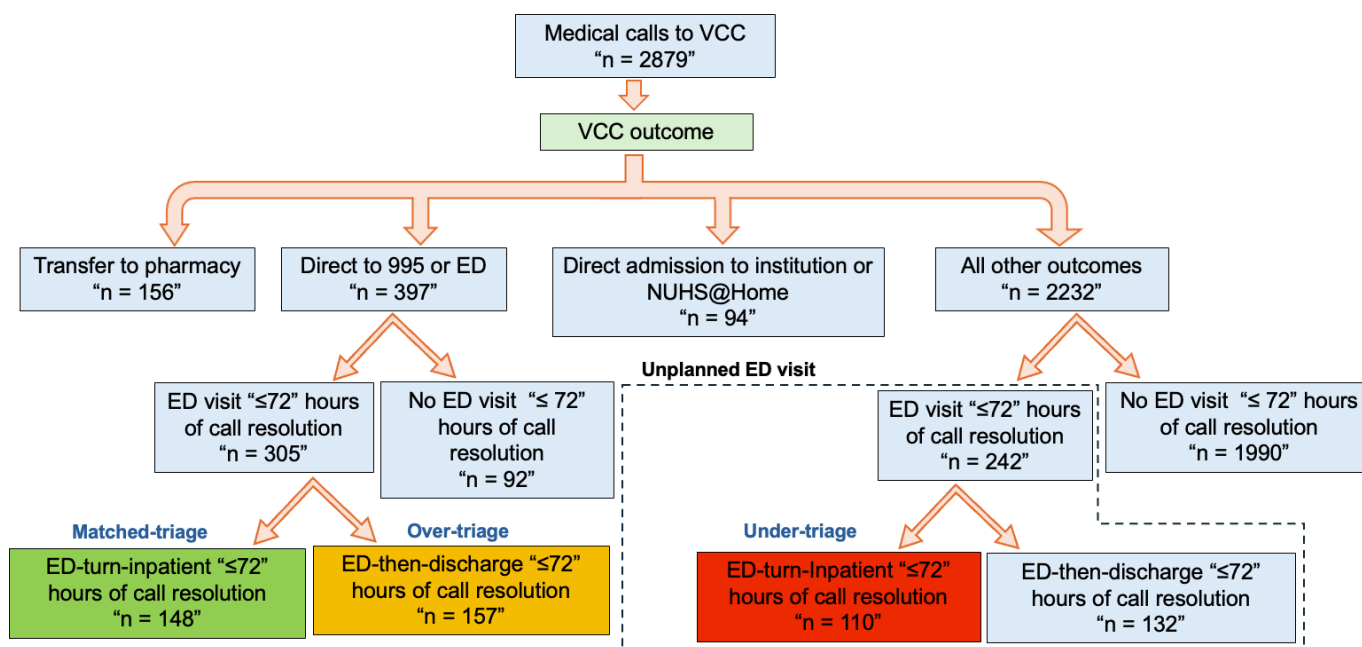 Medical calls to VCC
“n = 2879”
VCC outcome
Transfer to pharmacy
“n = 156”
Direct to 995 or ED
“n = 397”
Direct admission to institution or
NUHS@Home
“n = 94”
All other outcomes
“n = 2232”
Unplanned ED visit
ED visit “≤72” hours
of call resolution
“n = 305”
No ED visit “≤ 72”
hours of call
resolution
“n = 92”
ED visit “≤72” hours
of call resolution
“n = 242”
No ED visit “≤ 72” hours
of call resolution
“n = 1990”
Matched-triage
ED-turn-inpatient “≤72”
hours of call resolution
“n = 148”
Over-triage
ED-then-discharge “≤72”
hours of call resolution
“n = 157”
Under-triage
ED-turn-Inpatient “≤72”
hours of call resolution
“n = 110”
ED-then-discharge “≤72”
hours of call resolution
“n = 132”